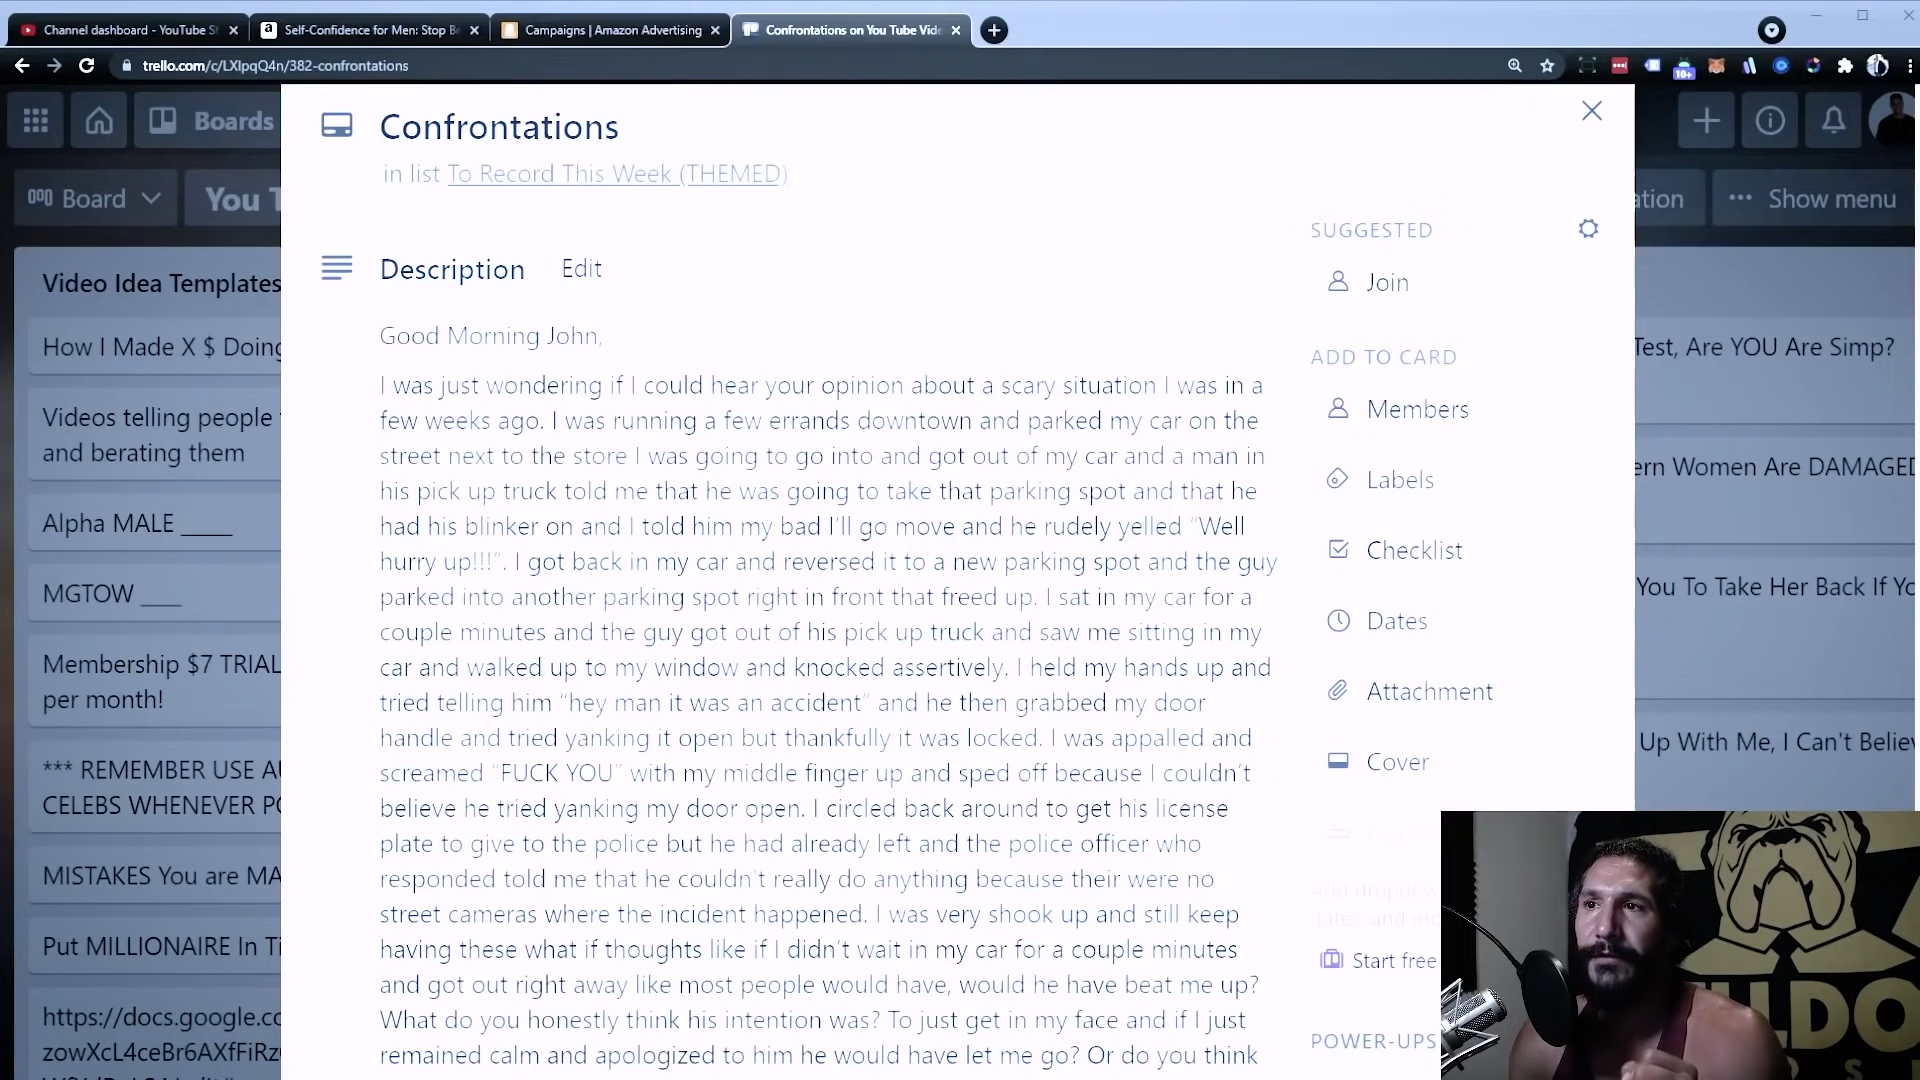 Channel dashboard - YouTube St
Self-Confidence for Men: Stop Be
Campaigns | Amazon Advertising
Confrontations on You Tube Vide
trello.com/c/LXlpqQ4n/382-confrontations
10+
Boards
Board
You T
ation
Show menu
Confrontations
in list To Record This Week (THEMED)
Description
Edit
Good Morning John,
I was just wondering if I could hear your opinion about a scary situation I was in a
few weeks ago. I was running a few errands downtown and parked my car on the
street next to the store I was going to go into and got out of my car and a man in
his pick up truck told me that he was going to take that parking spot and that he
had his blinker on and I told him my bad I'll go move and he rudely yelled “Well
hurry up!!!”. I got back in my car and reversed it to a new parking spot and the guy
parked into another parking spot right in front that freed up. I sat in my car for a
couple minutes and the guy got out of his pick up truck and saw me sitting in my
car and walked up to my window and knocked assertively. I held my hands up and
tried telling him “hey man it was an accident” and he then grabbed my door
handle and tried yanking it open but thankfully it was locked. I was appalled and
screamed “FUCK YOU” with my middle finger up and sped off because I couldn't
believe he tried yanking my door open. I circled back around to get his license
plate to give to the police but he had already left and the police officer who
responded told me that he couldn't really do anything because their were no
street cameras where the incident happened. I was very shook up and still keep
having these what if thoughts like if I didn't wait in my car for a couple minutes
and got out right away like most people would have, would he have beat me up?
What do you honestly think his intention was? To just get in my face and if I just
remained calm and apologized to him he would have let me go? Or do you think
SUGGESTED
Join
ADD TO CARD
Members
Labels
Checklist
Dates
Attachment
Cover
Add dropdow
dates, and mo
Start free
POWER-UPS
Video Idea Templates
How I Made X $ Doing
Videos telling people
and berating them
Alpha MALE _____
MGTOW ____
Membership $7 TRIAL
per month!
*** REMEMBER USE A
CELEBS WHENEVER P
MISTAKES You are MA
Put MILLIONAIRE In Ti
https://docs.google.co
zowXcL4ceBr6AXfFiRz
Test, Are YOU Are Simp?
ern Women Are DAMAGED
You To Take Her Back If Yo
Up With Me, I Can't Believ